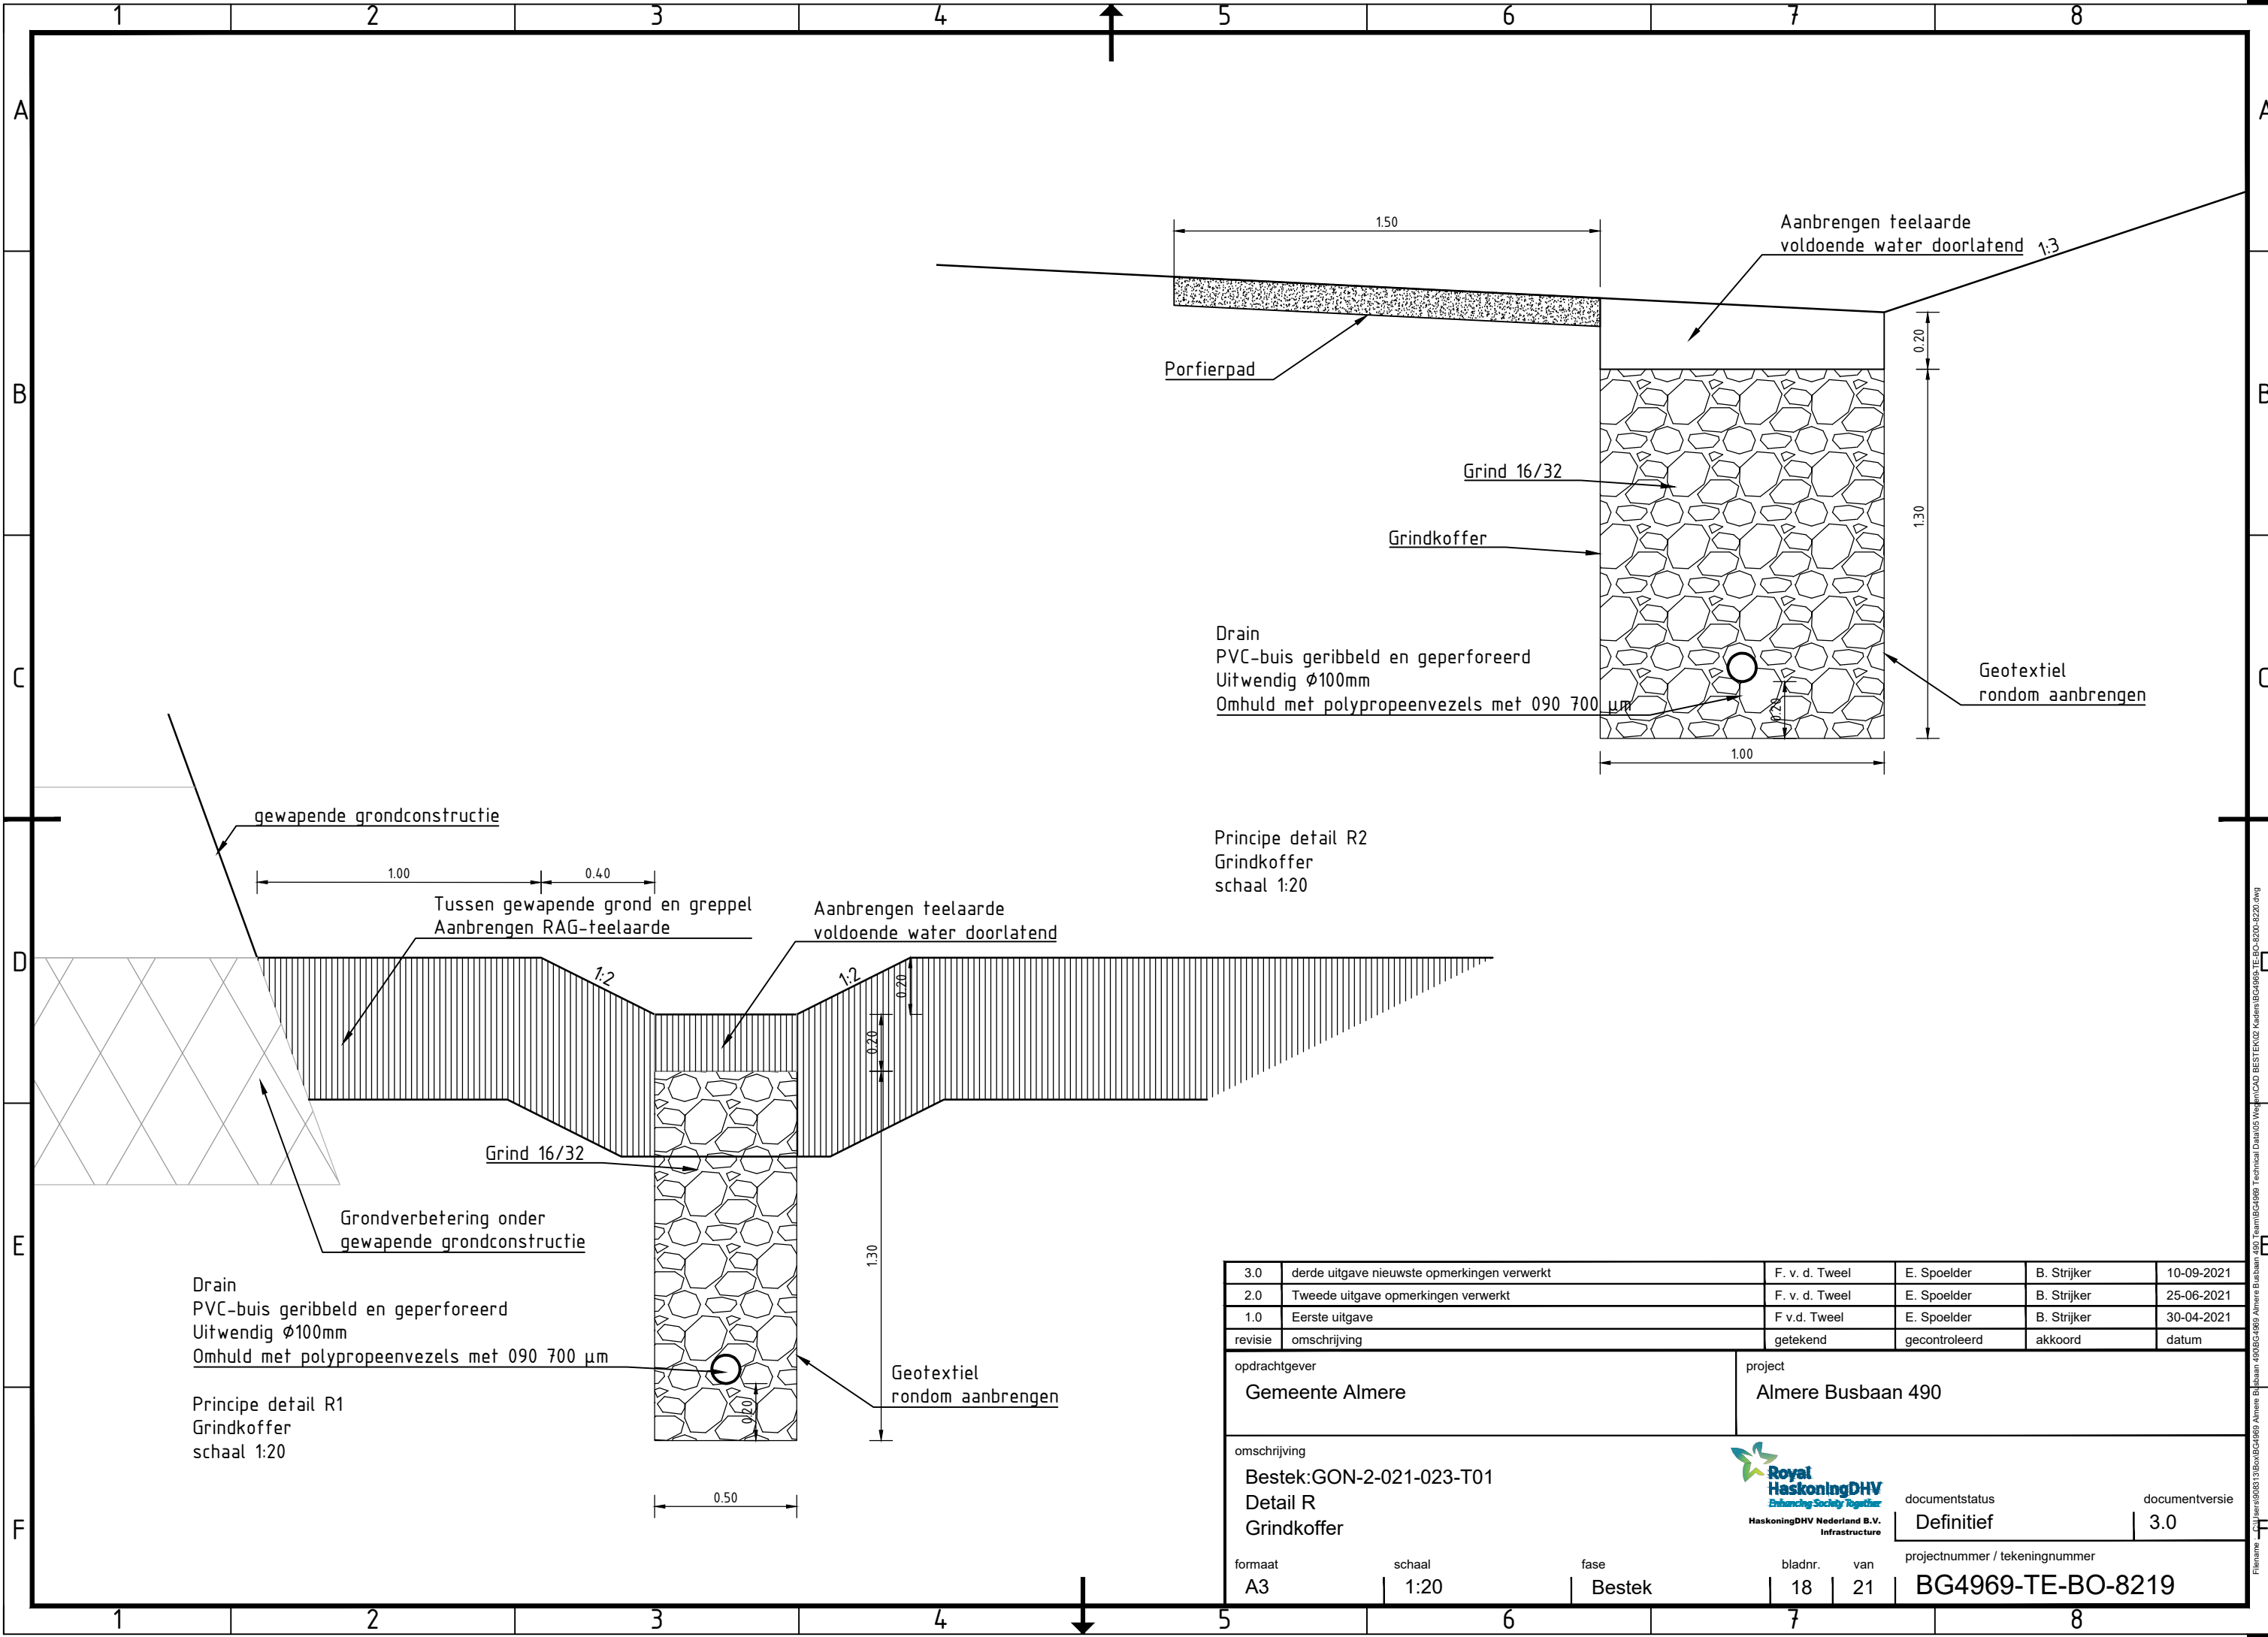 1 2 3 4 5 6 7 8
A A
B B
C C
D D
E E
F F
1.50
Aanbrengen teelaarde
voldoende water doorlatend
1:3
0.20
Porfierpad
Grind 16/32
1.30
Grindkoffer
Drain
PVC-buis geribbeld en geperforeerd
Uitwendig Ø100mm
Omhuld met polypropeenvezels met 090 700 µm
0.20
Geotextiel
rondom aanbrengen
1.00
Principe detail R2
Grindkoffer
schaal 1:20
gewapende grondconstructie
1.00
0.40
Tussen gewapende grond en greppel
Aanbrengen RAG-teelaarde
Aanbrengen teelaarde
voldoende water doorlatend
1:2
1:2
0.20
0.20
Grind 16/32
1.30
Grondverbetering onder
gewapende grondconstructie
Drain
PVC-buis geribbeld en geperforeerd
Uitwendig Ø100mm
Omhuld met polypropeenvezels met 090 700 µm
Geotextiel
rondom aanbrengen
0.20
Principe detail R1
Grindkoffer
schaal 1:20
0.50
3.0 derde uitgave nieuwste opmerkingen verwerkt F. v. d. Tweel E. Spoelder B. Strijker 10-09-2021
2.0 Tweede uitgave opmerkingen verwerkt F. v. d. Tweel E. Spoelder B. Strijker 25-06-2021
1.0 Eerste uitgave F v.d. Tweel E. Spoelder B. Strijker 30-04-2021
revisie omschrijving getekend gecontroleerd akkoord datum
opdrachtgever project
Gemeente Almere Almere Busbaan 490
omschrijving
Bestek:GON-2-021-023-T01
Detail R
Grindkoffer
Royal
HaskoningDHV
Enhancing Society Together
HaskoningDHV Nederland B.V.
Infrastructure
documentstatus documentversie
Definitief 3.0
formaat schaal fase bladnr. van projectnummer / tekeningnummer
A3 1:20 Bestek 18 21 BG4969-TE-BO-8219
1 2 3 4 5 6 7 8